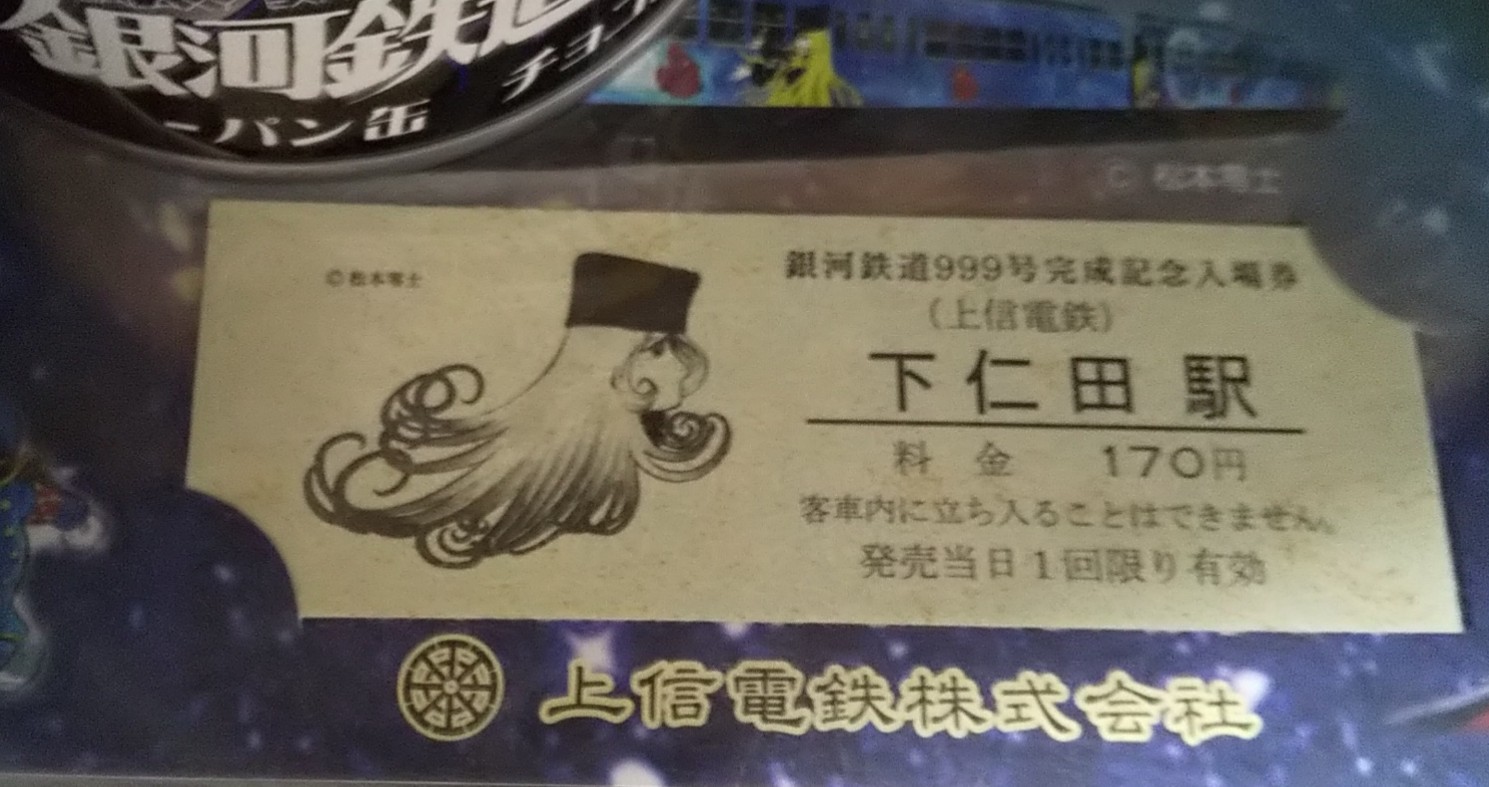 銀河鉄道
チョコ
パン缶
© 松本零士
© 松本零士
銀河鉄道999号完成記念入場券
(上信電鉄)
下仁田駅
料金 170円
客車内に立ち入ることはできません。
発売当日1回限り有効
上信電鉄株式会社